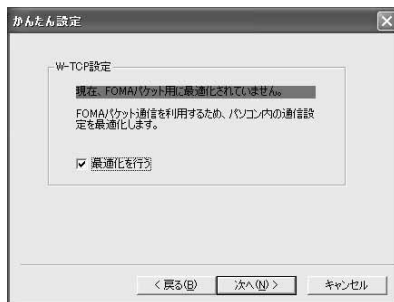 かんたん設定
W-TCP設定
現在、FOMAパケット用に最適化されていません。
FOMAパケット通信を利用するため、パソコン内の通信設
定を最適化します。
最適化を行う
< 戻る(B)
次へ(N) >
キャンセル